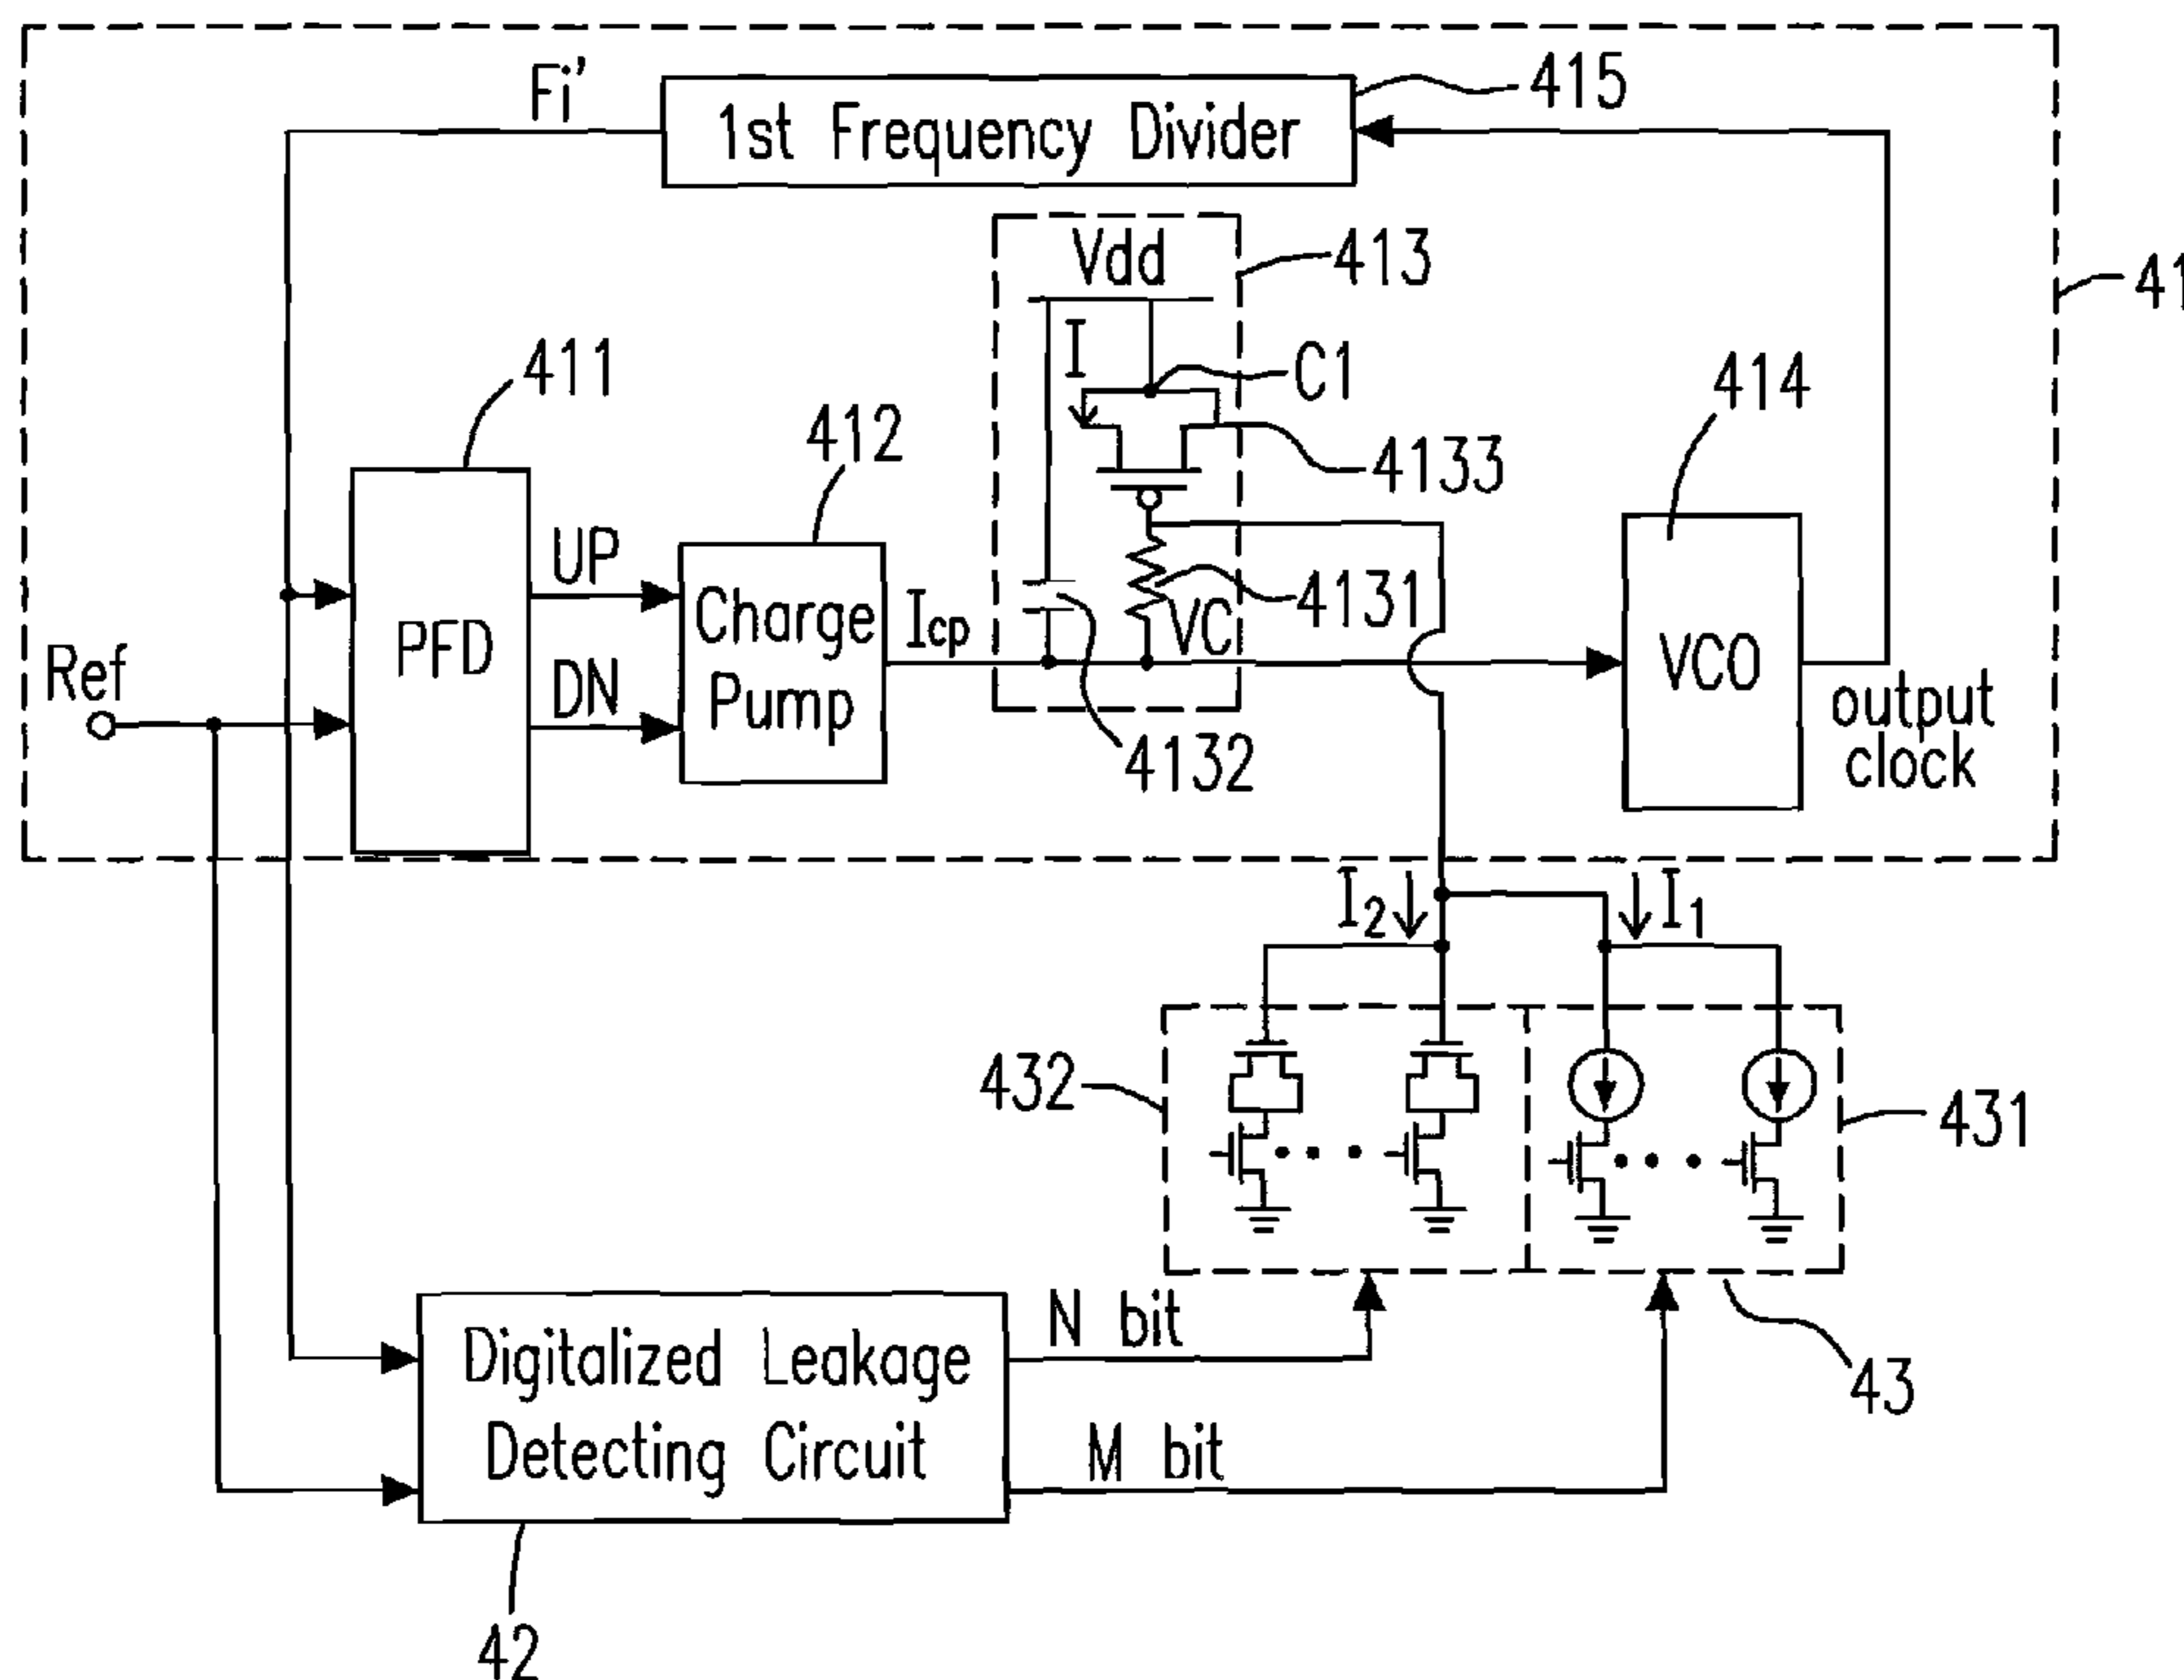 Fi'
1st Frequency Divider
415
Vdd
413
41
I
C1
411
412
4133
414
UP
Charge
Pump
Icp
4131
VC
PFD
DN
Ref
VCO
4132
output
clock
I2
I1
432
431
N bit
Digitalized Leakage
Detecting Circuit
M bit
43
42